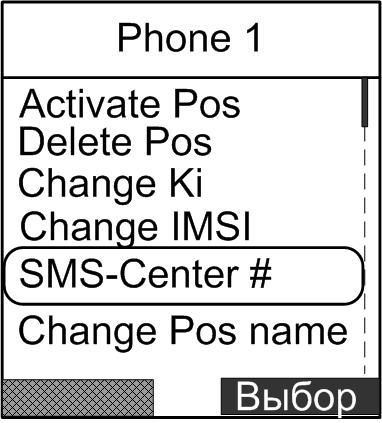 Phone 1
Activate Pos
Delete Pos
Change Ki
Change IMSI
SMS-Center #
Change Pos name
Выбор